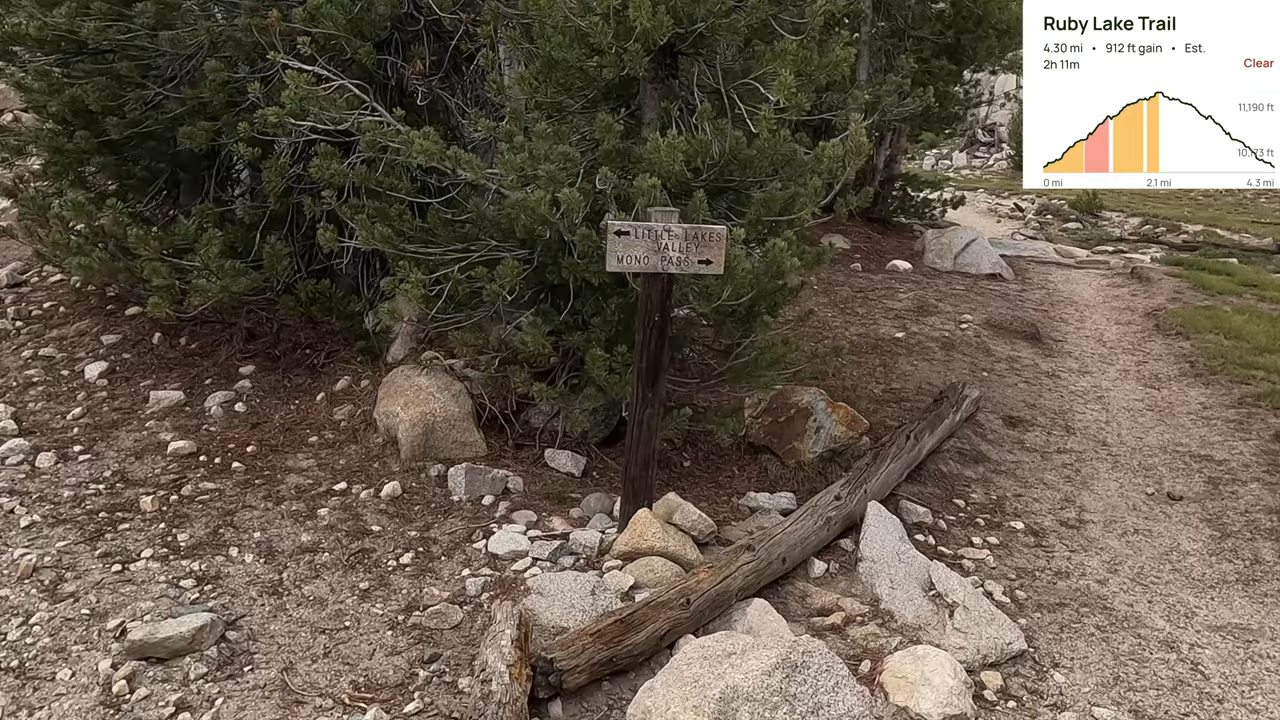 Ruby Lake Trail
4.30 mi • 912 ft gain • Est.
2h 11m
Clear
11,190 ft
10,173 ft
0 mi 2.1 mi 4.3 mi
← LITTLE LAKES
VALLEY
MONO PASS →